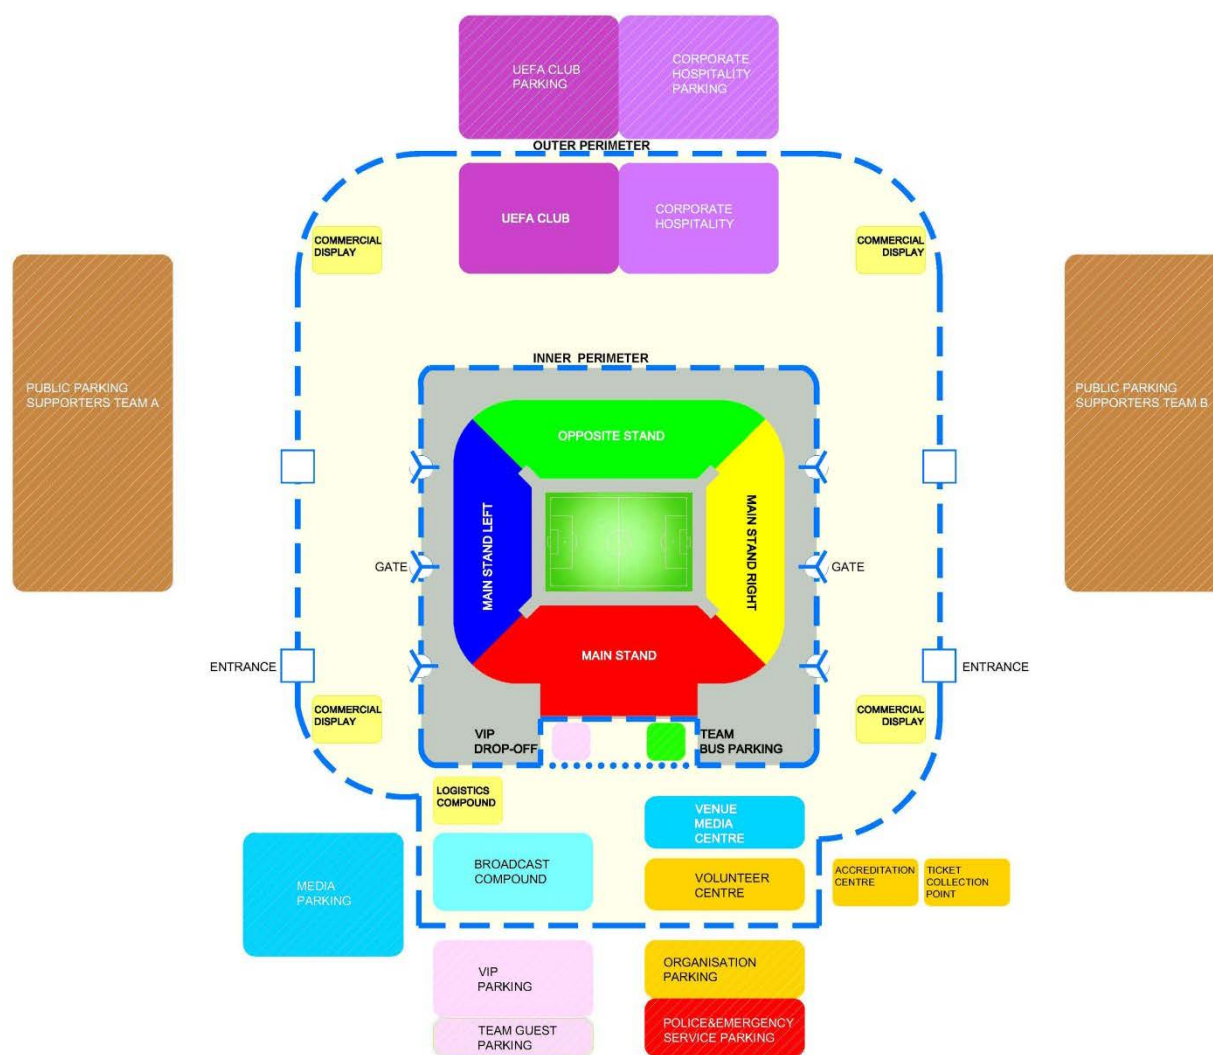 UEFA CLUB
PARKING
CORPORATE
HOSPITALITY
PARKING
OUTER PERIMETER
UEFA CLUB
CORPORATE
HOSPITALITY
COMMERCIAL
DISPLAY
COMMERCIAL
DISPLAY
PUBLIC PARKING
SUPPORTERS TEAM A
PUBLIC PARKING
SUPPORTERS TEAM B
INNER PERIMETER
OPPOSITE STAND
MAIN STAND LEFT
MAIN STAND RIGHT
GATE
GATE
MAIN STAND
ENTRANCE
ENTRANCE
COMMERCIAL
DISPLAY
COMMERCIAL
DISPLAY
VIP
DROP-OFF
TEAM
BUS PARKING
LOGISTICS
COMPOUND
VENUE
MEDIA
CENTRE
BROADCAST
COMPOUND
VOLUNTEER
CENTRE
ACCREDITATION
CENTRE
TICKET
COLLECTION
POINT
MEDIA
PARKING
VIP
PARKING
ORGANISATION
PARKING
TEAM GUEST
PARKING
POLICE&EMERGENCY
SERVICE PARKING